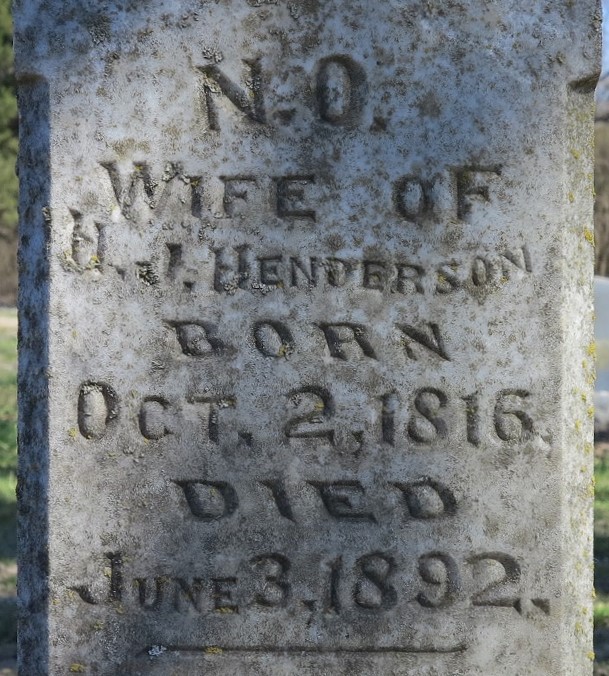 N. O.
WIFE OF
H. J. HENDERSON
BORN
OCT. 2, 1816.
DIED
JUNE 3, 1892.